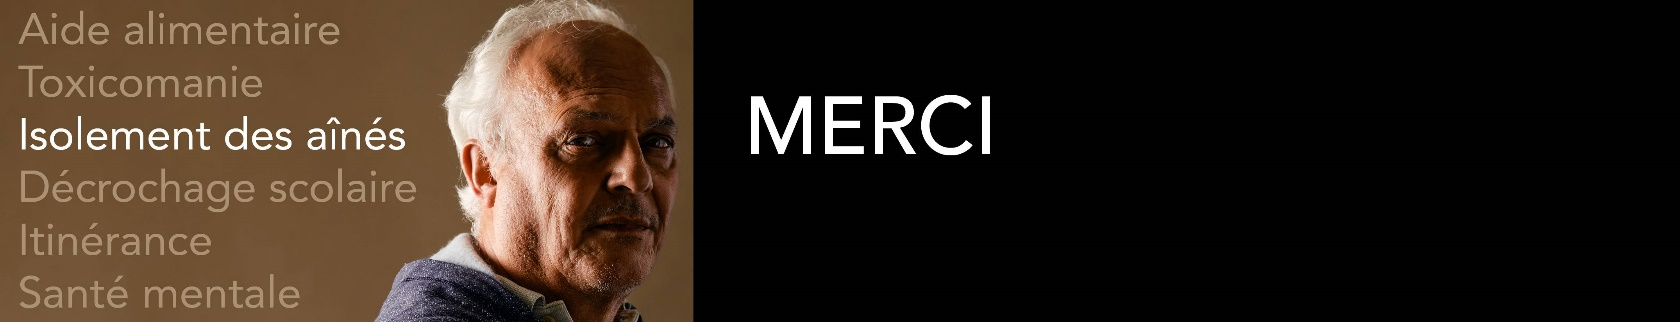 Aide alimentaire
Toxicomanie
Isolement des aînés
Décrochage scolaire
Itinérance
Santé mentale
MERCI